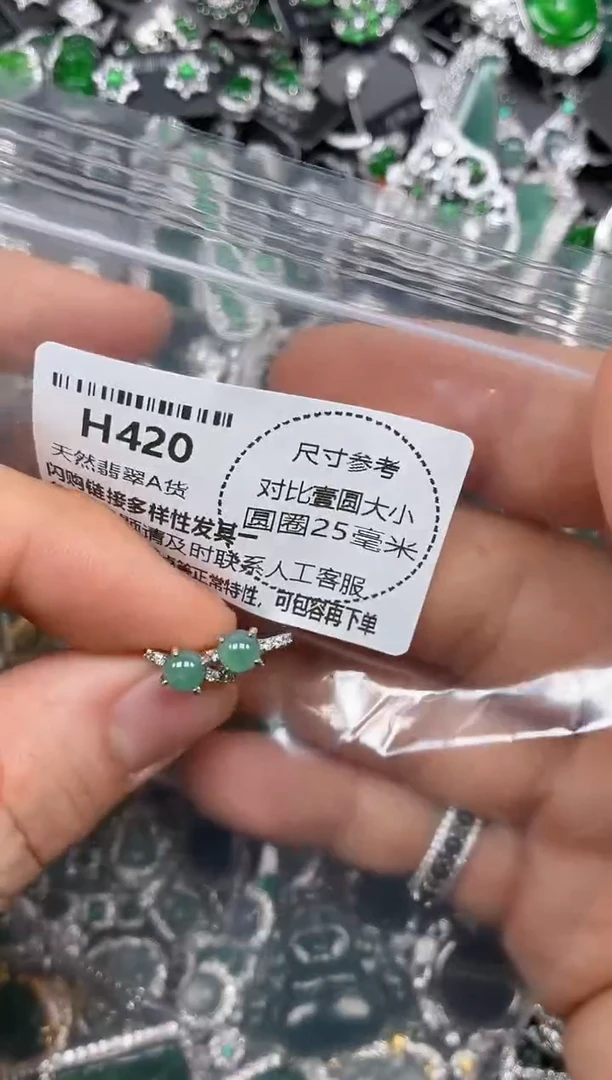 H420
天然翡翠A货
闪购链接多样性发其一
请及时联系人工客服
等正常特性，可包容再下单
尺寸参考
对比壹圆大小
圆圈25毫米